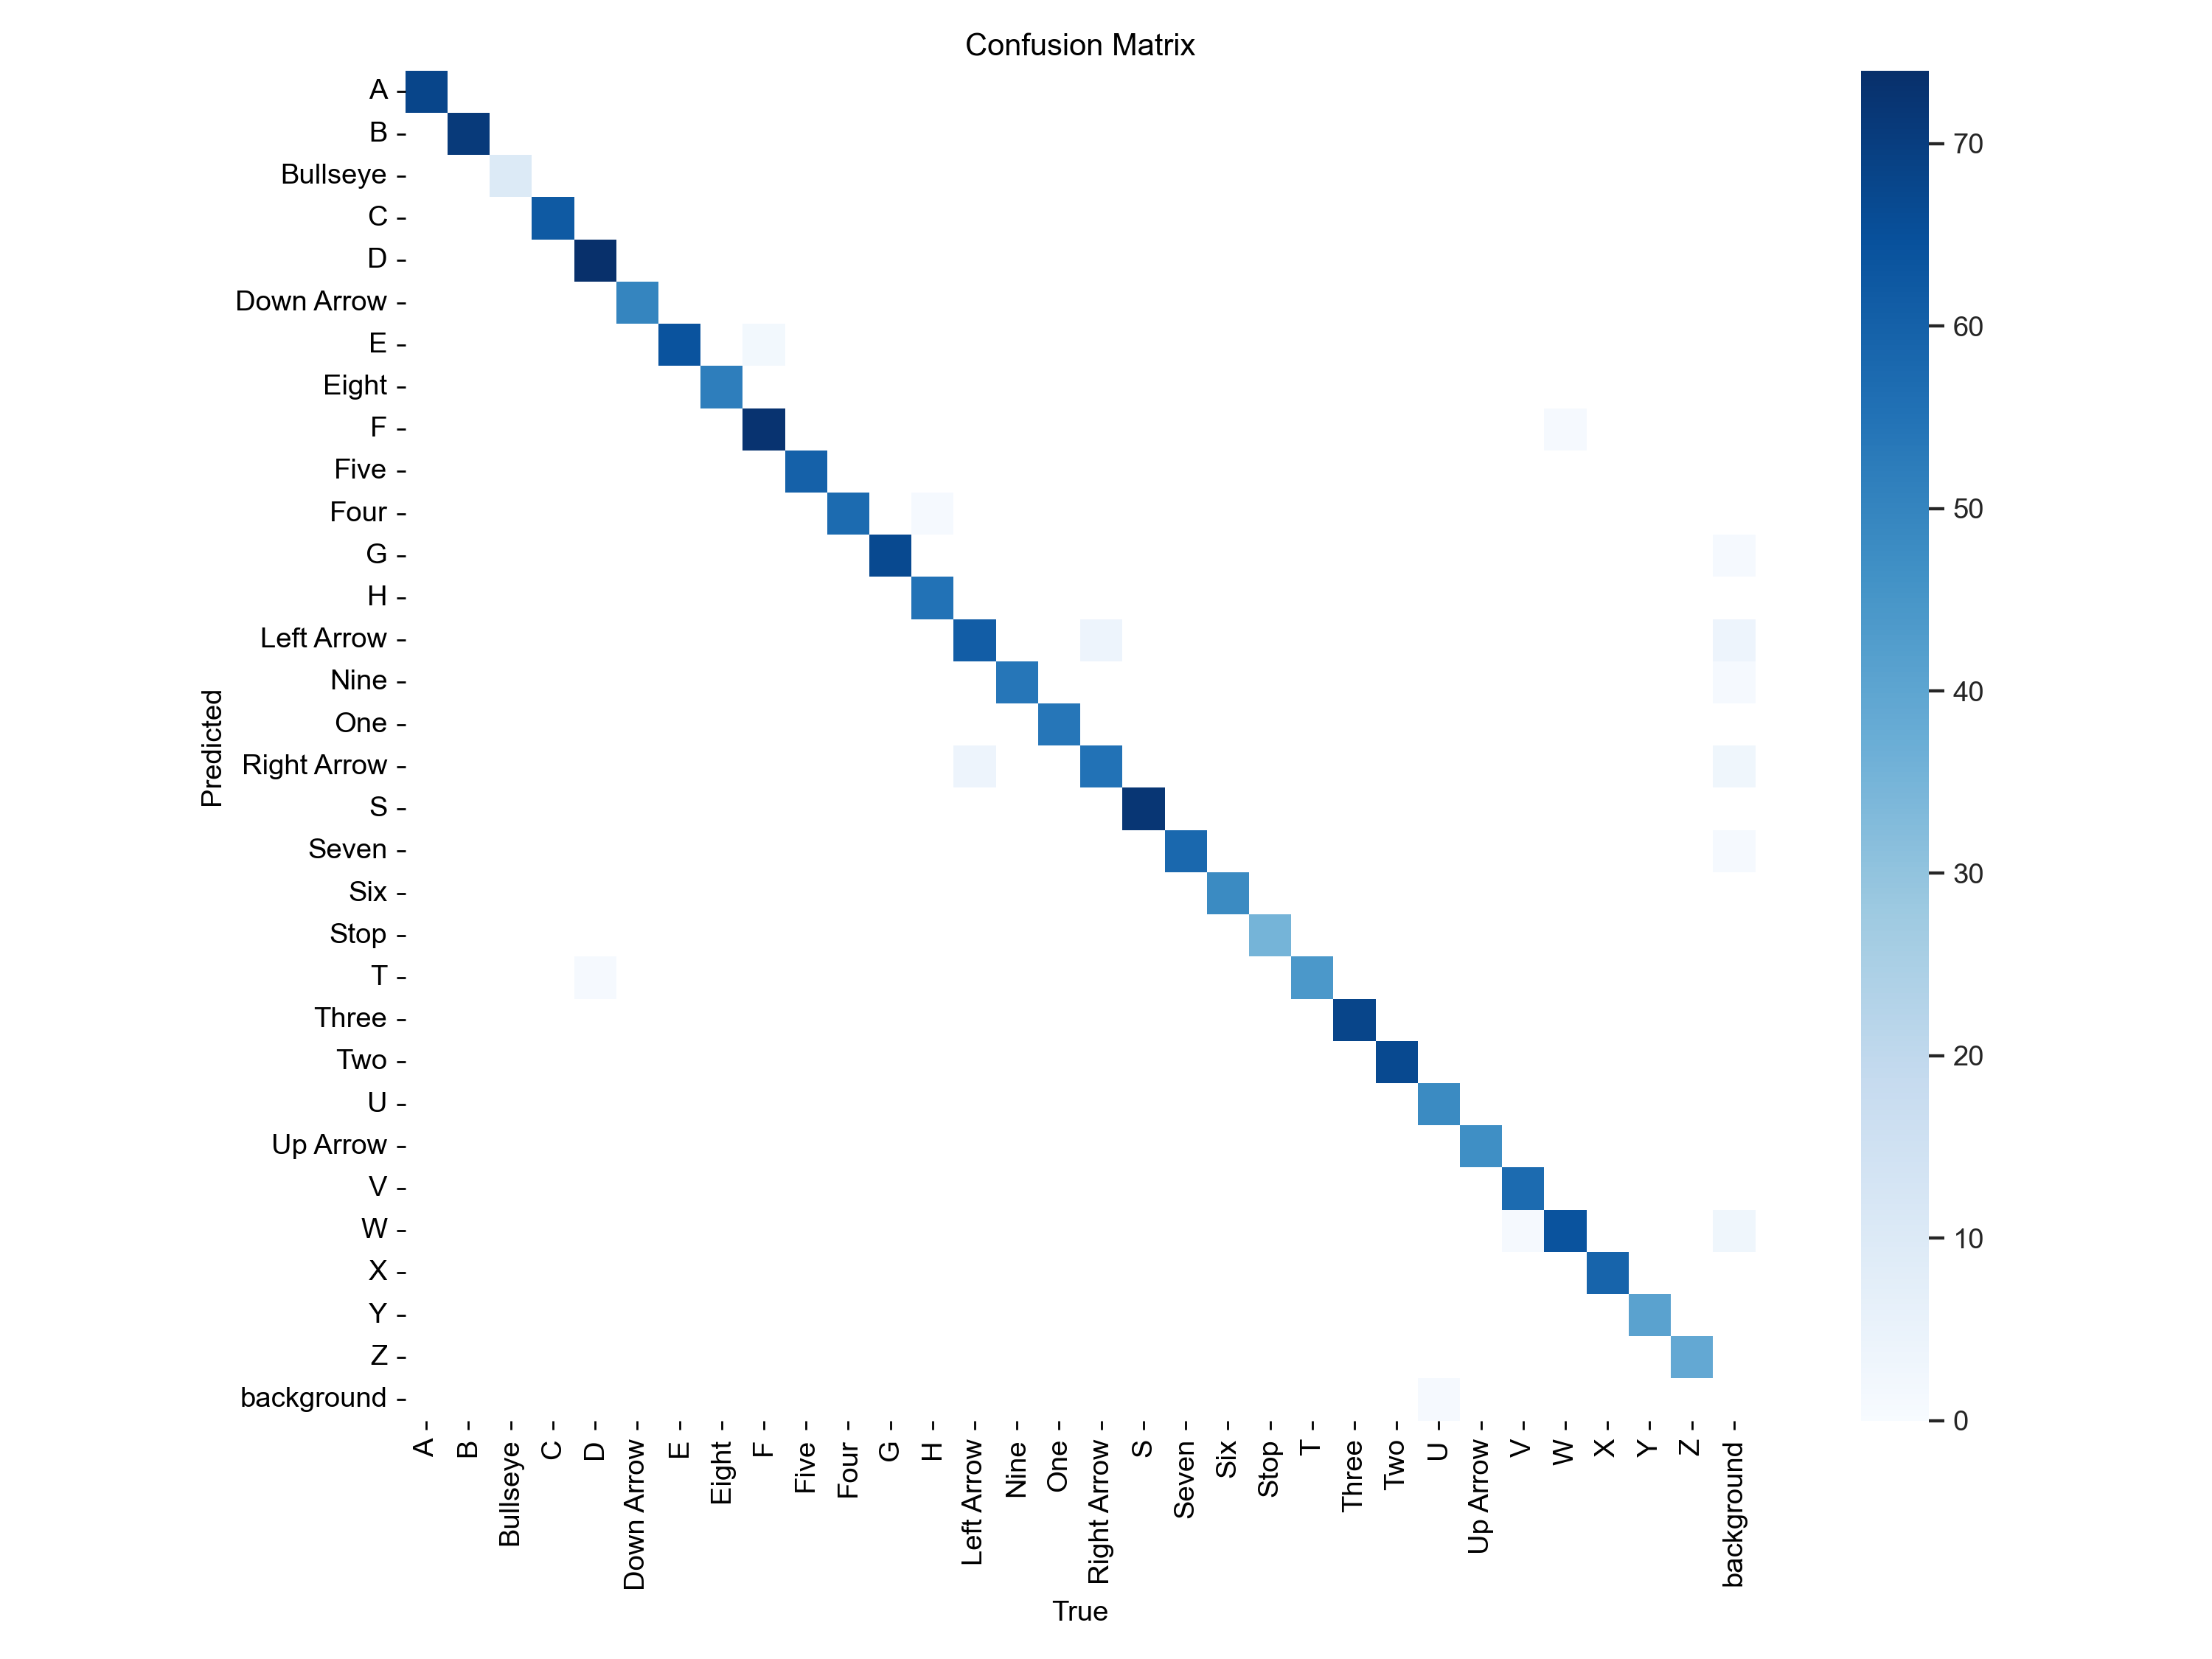 Confusion Matrix
A
B
Bullseye
C
D
Down Arrow
E
Eight
F
Five
Four
G
H
Left Arrow
Nine
One
Right Arrow
S
Seven
Six
Stop
T
Three
Two
U
Up Arrow
V
W
X
Y
Z
background
Predicted
A
B
Bullseye
C
D
Down Arrow
E
Eight
F
Five
Four
G
H
Left Arrow
Nine
One
Right Arrow
S
Seven
Six
Stop
T
Three
Two
U
Up Arrow
V
W
X
Y
Z
background
True
70
60
50
40
30
20
10
0